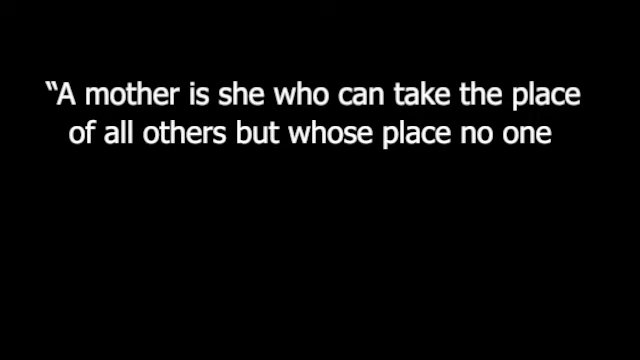 “A mother is she who can take the place
of all others but whose place no one